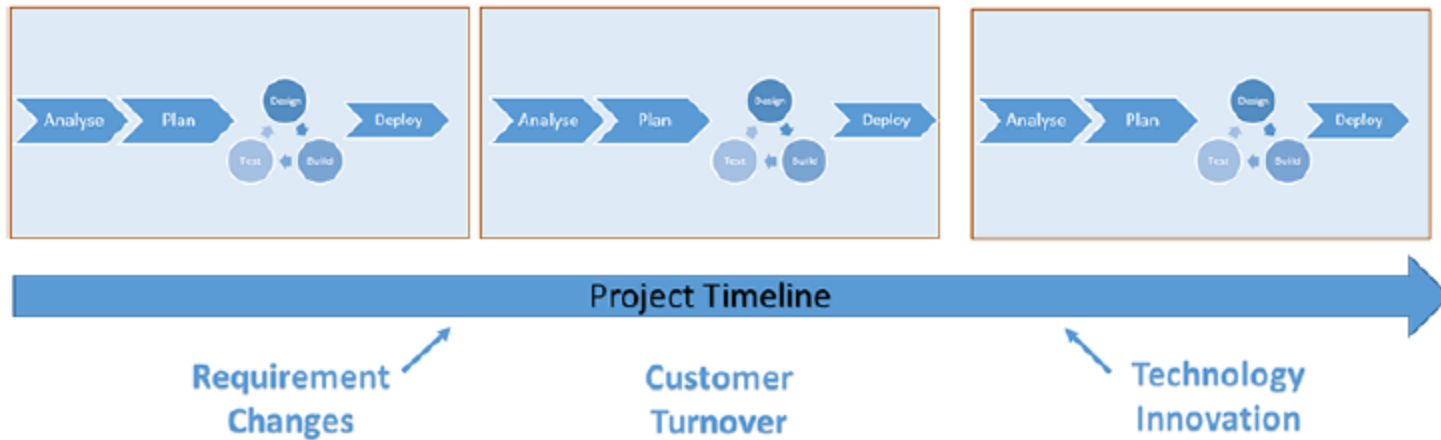 Analyse Plan Design Test Build Deploy
Analyse Plan Design Test Build Deploy
Analyse Plan Design Test Build Deploy
Project Timeline
Requirement
Changes
Customer
Turnover
Technology
Innovation